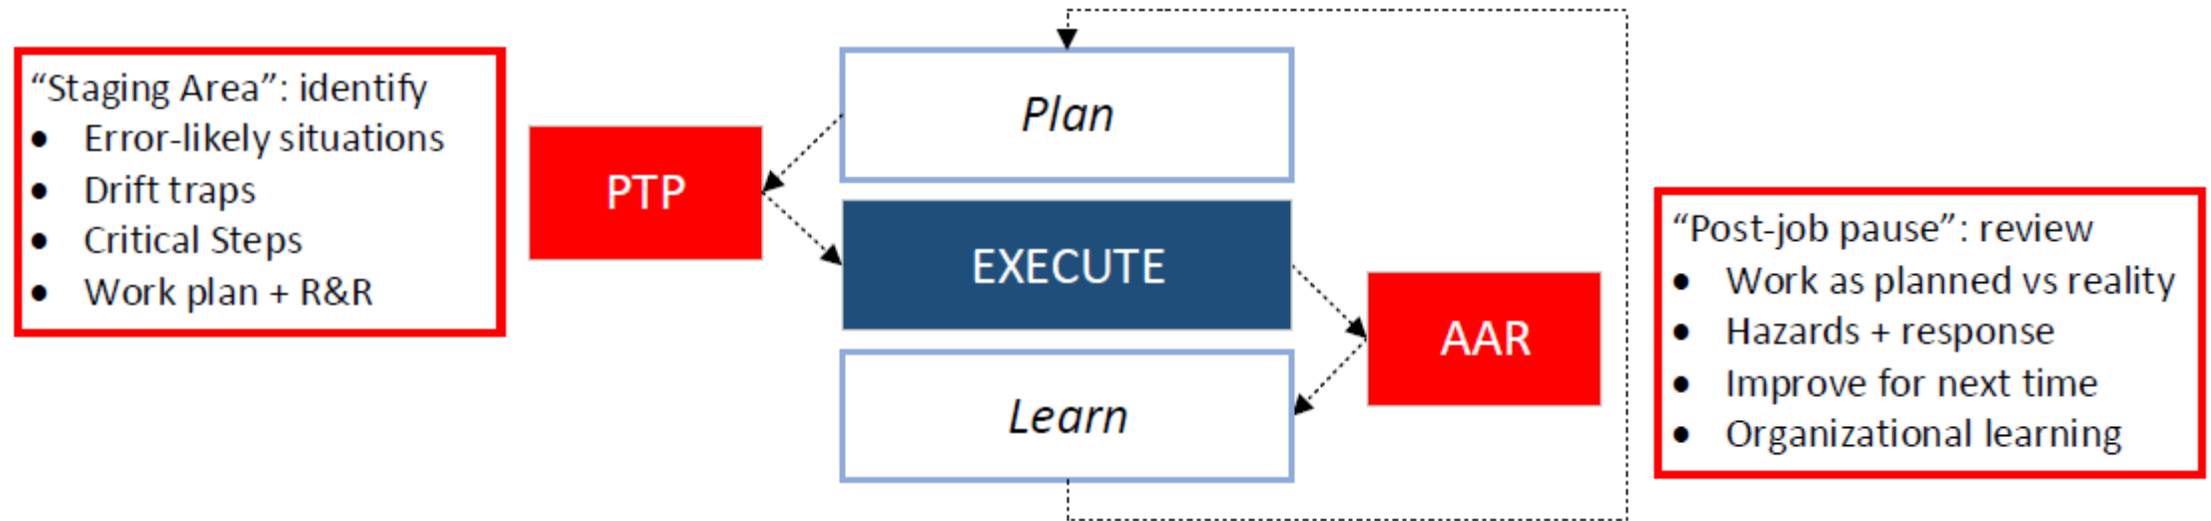 “Staging Area”: identify
● Error-likely situations
● Drift traps
● Critical Steps
● Work plan + R&R
PTP
Plan
EXECUTE
Learn
AAR
“Post-job pause”: review
● Work as planned vs reality
● Hazards + response
● Improve for next time
● Organizational learning